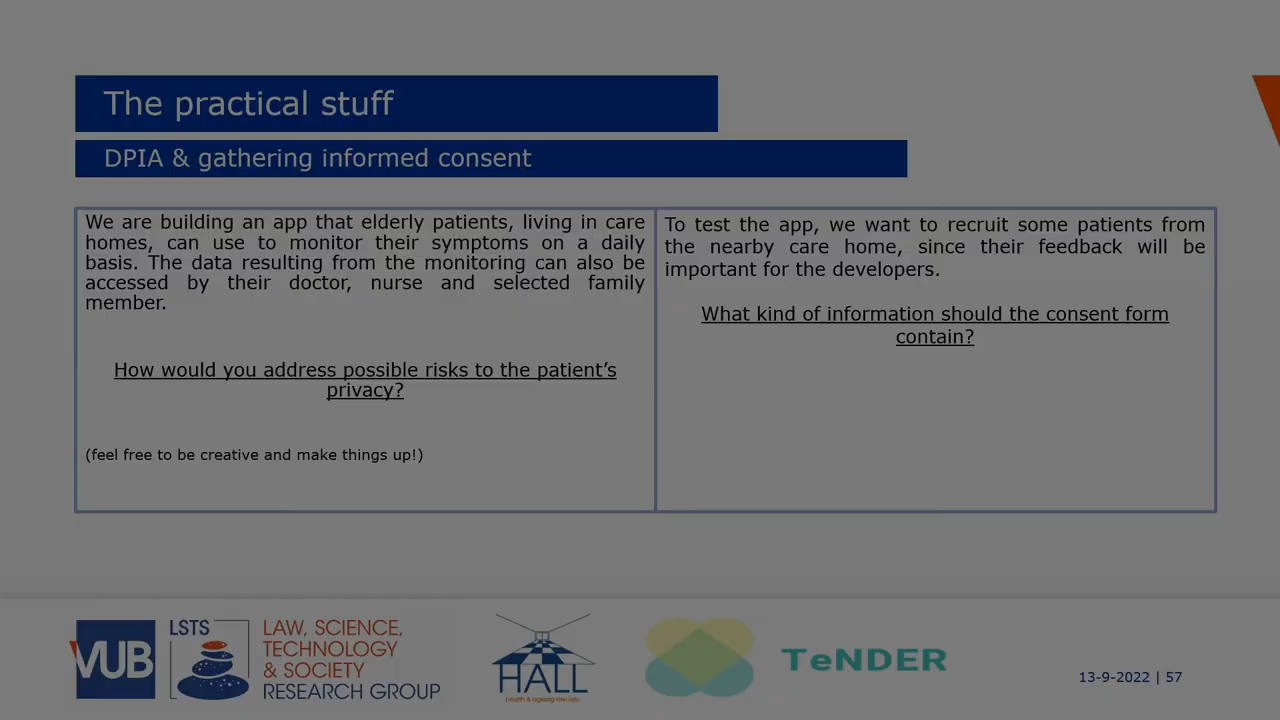 The practical stuff
DPIA & gathering informed consent
We are building an app that elderly patients, living in care
homes, can use to monitor their symptoms on a daily
basis. The data resulting from the monitoring can also be
accessed by their doctor, nurse and selected family
member.
How would you address possible risks to the patient’s
privacy?
(feel free to be creative and make things up!)
To test the app, we want to recruit some patients from
the nearby care home, since their feedback will be
important for the developers.
What kind of information should the consent form
contain?
VUB
LSTS
LAW, SCIENCE,
TECHNOLOGY
& SOCIETY
RESEARCH GROUP
HALL
health & ageing law lab
TeNDER
13-9-2022 | 57